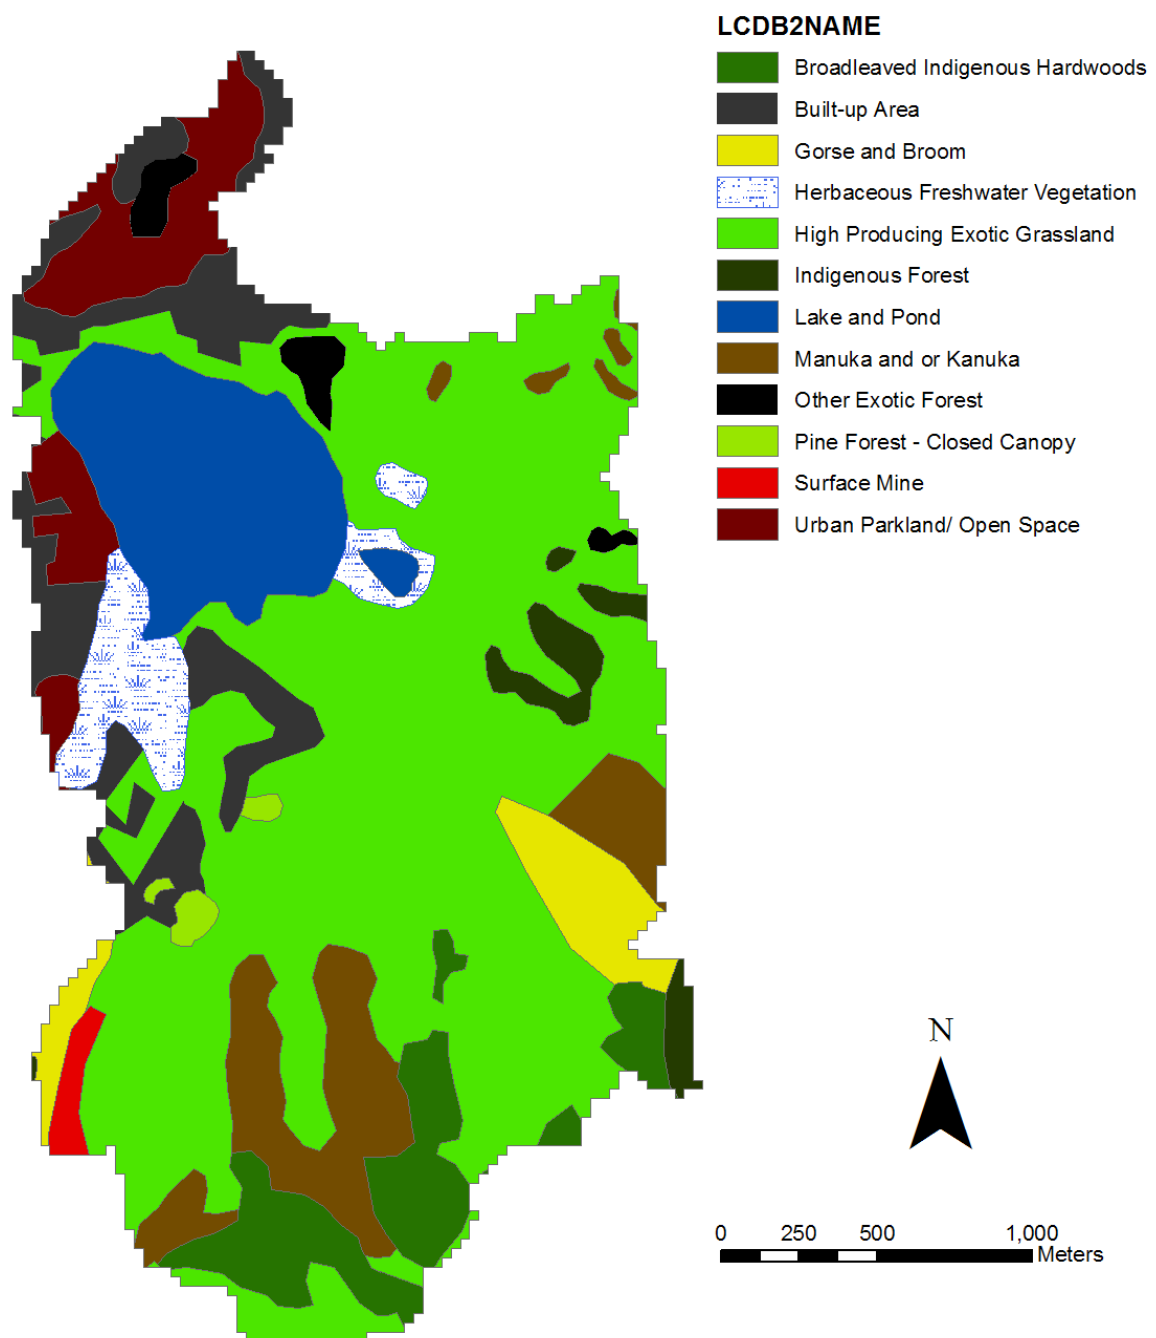 LCDB2NAME
Broadleaved Indigenous Hardwoods
Built-up Area
Gorse and Broom
Herbaceous Freshwater Vegetation
High Producing Exotic Grassland
Indigenous Forest
Lake and Pond
Manuka and or Kanuka
Other Exotic Forest
Pine Forest - Closed Canopy
Surface Mine
Urban Parkland/ Open Space
N
0 250 500 1,000
Meters